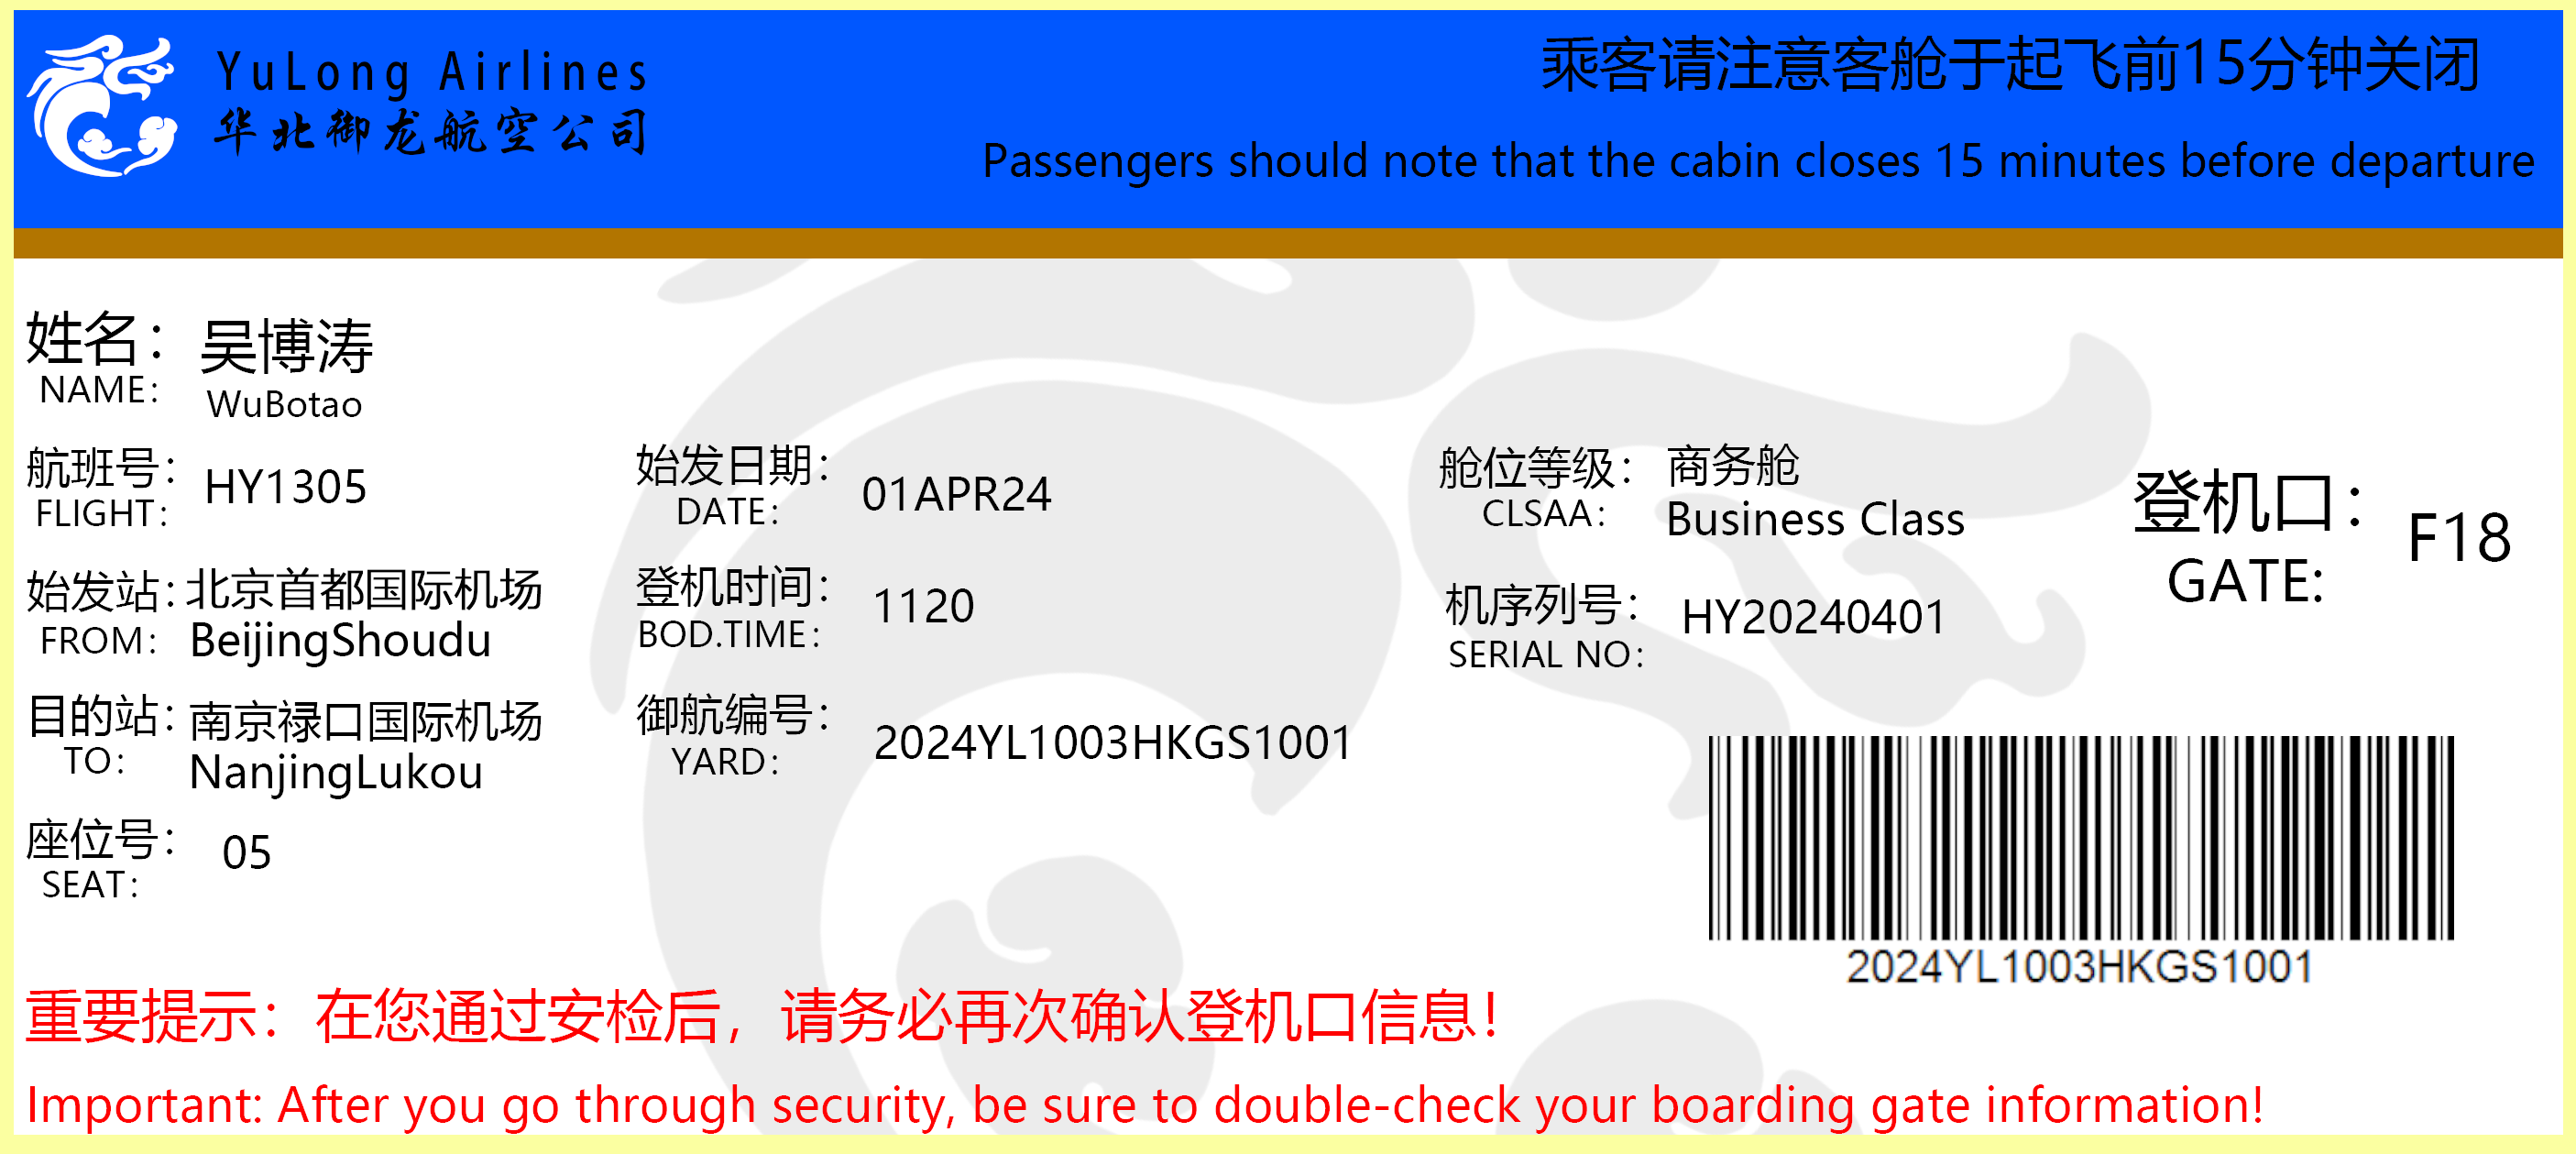 YuLong Airlines
华北御龙航空公司
乘客请注意客舱于起飞前15分钟关闭
Passengers should note that the cabin closes 15 minutes before departure
姓名： 吴博涛
NAME： WuBotao
航班号： HY1305
FLIGHT：
始发日期： 01APR24
DATE：
舱位等级： 商务舱
CLSAA： Business Class
登机口： F18
GATE:
始发站： 北京首都国际机场
FROM： BeijingShoudu
登机时间： 1120
BOD.TIME：
机序列号： HY20240401
SERIAL NO：
目的站： 南京禄口国际机场
TO： NanjingLukou
御航编号： 2024YL1003HKGS1001
YARD：
座位号： 05
SEAT：
2024YL1003HKGS1001
重要提示：在您通过安检后，请务必再次确认登机口信息！
Important: After you go through security, be sure to double-check your boarding gate information!